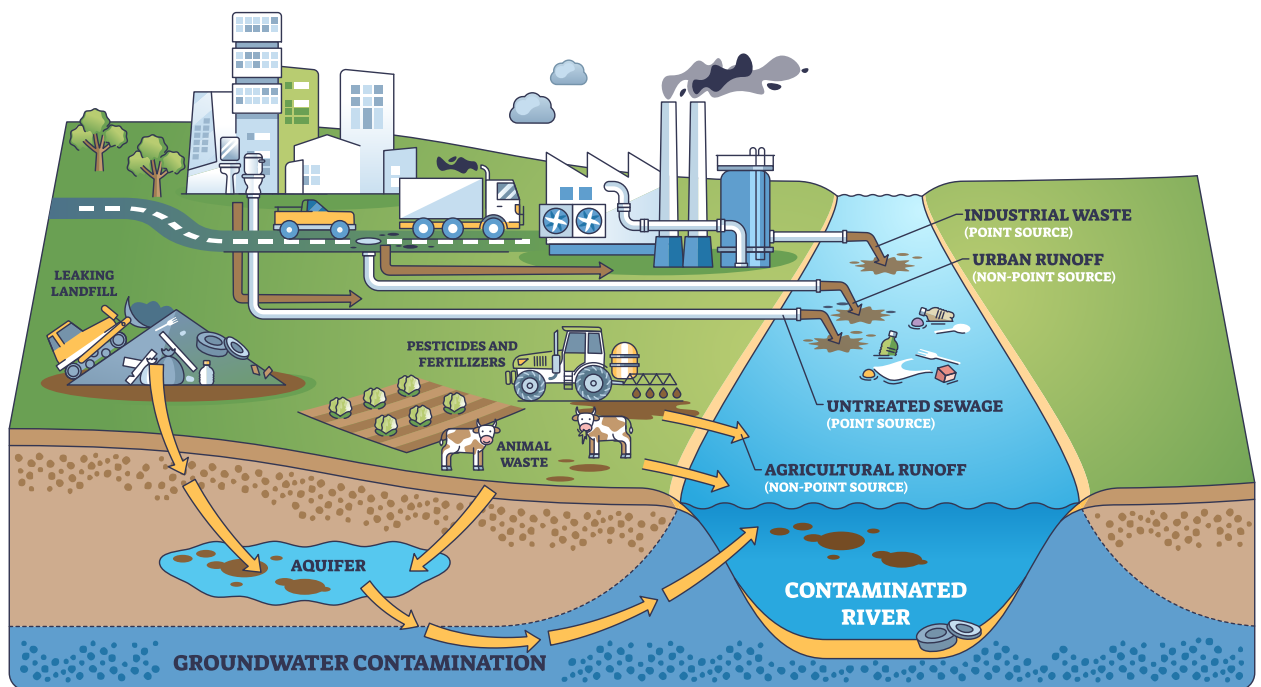 INDUSTRIAL WASTE
(POINT SOURCE)
URBAN RUNOFF
(NON-POINT SOURCE)
LEAKING
LANDFILL
PESTICIDES AND
FERTILIZERS
UNTREATED SEWAGE
(POINT SOURCE)
ANIMAL
WASTE
AGRICULTURAL RUNOFF
(NON-POINT SOURCE)
AQUIFER
CONTAMINATED
RIVER
GROUNDWATER CONTAMINATION